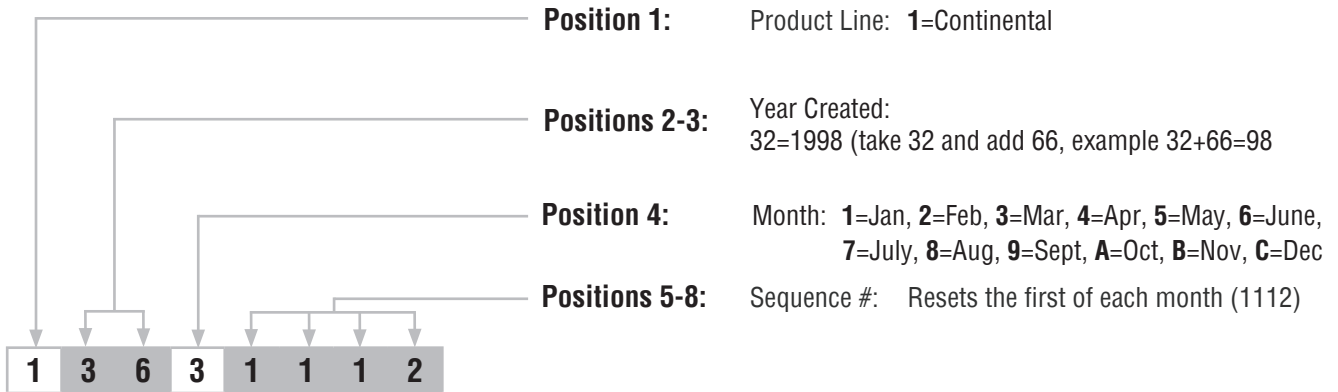 Position 1: Product Line: 1=Continental
Positions 2-3: Year Created:
32=1998 (take 32 and add 66, example 32+66=98
Position 4: Month: 1=Jan, 2=Feb, 3=Mar, 4=Apr, 5=May, 6=June,
7=July, 8=Aug, 9=Sept, A=Oct, B=Nov, C=Dec
Positions 5-8: Sequence #: Resets the first of each month (1112)
1 3 6 3 1 1 1 2